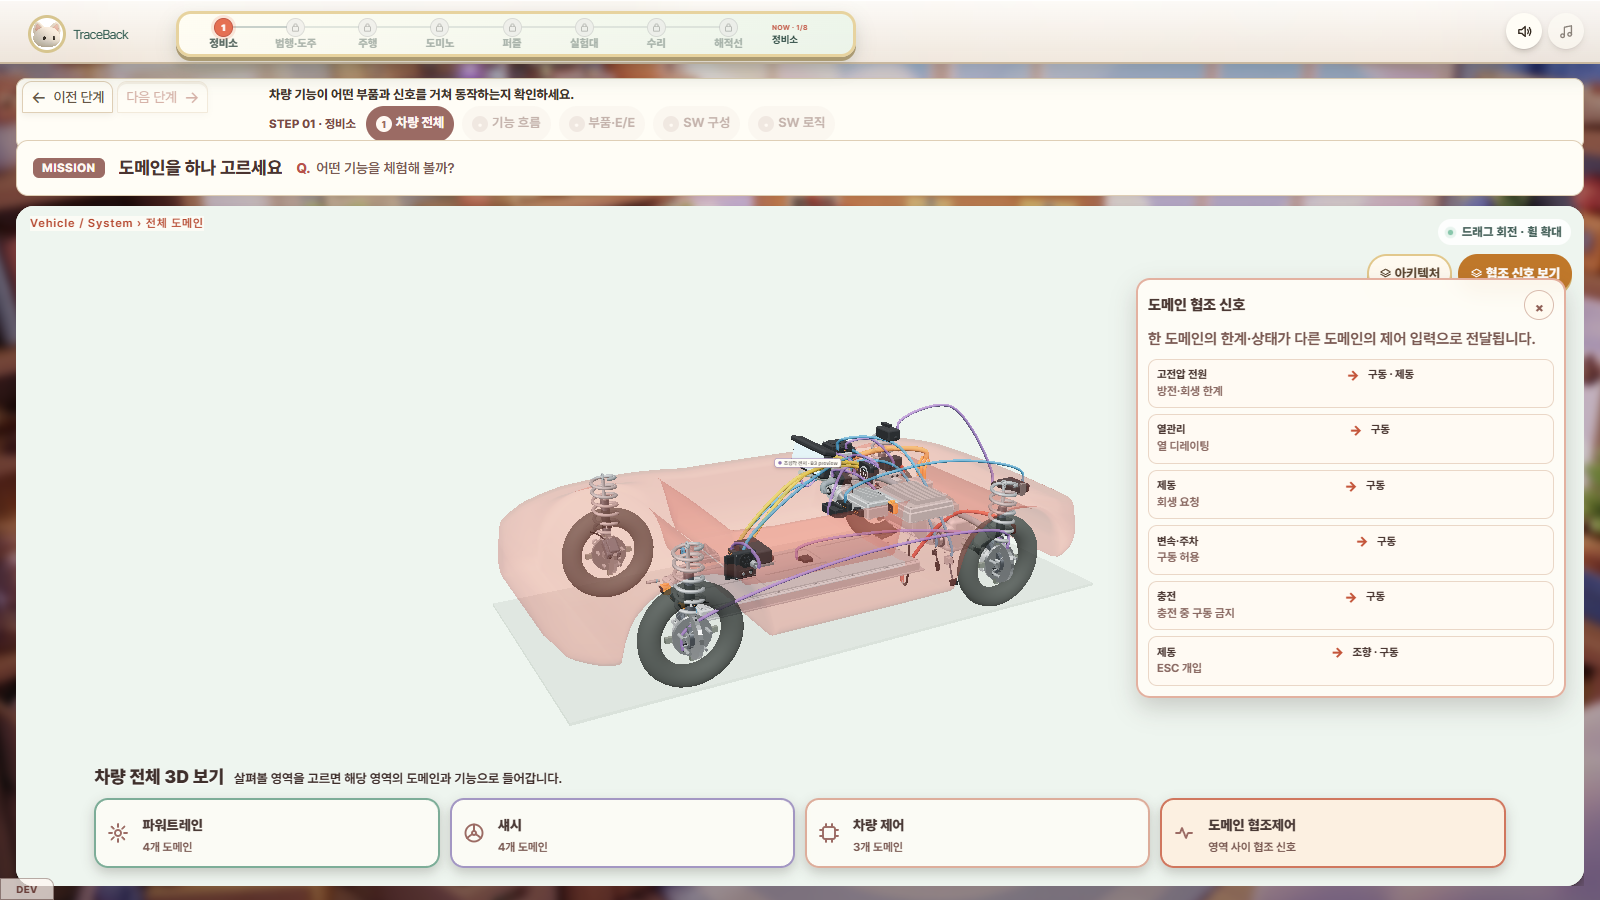 TraceBack
1
정비소
범행·도주
주행
도미노
퍼즐
실험대
수리
해적선
NOW · 1/8
정비소
← 이전 단계
다음 단계 →
차량 기능이 어떤 부품과 신호를 거쳐 동작하는지 확인하세요.
STEP 01 · 정비소
1 차량 전체
기능 흐름
부품·E/E
SW 구성
SW 로직
MISSION
도메인을 하나 고르세요
Q. 어떤 기능을 체험해 볼까?
Vehicle / System › 전체 도메인
드래그 회전 · 휠 확대
아키텍처
협조 신호 보기
도메인 협조 신호
×
한 도메인의 한계·상태가 다른 도메인의 제어 입력으로 전달됩니다.
고전압 전원 → 구동 · 제동
방전·회생 한계
열관리 → 구동
열 디레이팅
제동 → 구동
회생 요청
변속·주차 → 구동
구동 허용
충전 → 구동
충전 중 구동 금지
제동 → 조향 · 구동
ESC 개입
차량 전체 3D 보기
살펴볼 영역을 고르면 해당 영역의 도메인과 기능으로 들어갑니다.
파워트레인
4개 도메인
섀시
4개 도메인
차량 제어
3개 도메인
도메인 협조제어
영역 사이 협조 신호
DEV